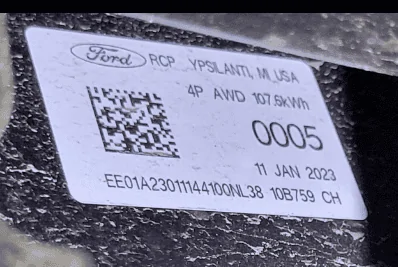 Ford RCP YPSILANTI, MI, USA
4P AWD 107.6kWh
0005
11 JAN 2023
EE01A23011144100NL38 10B759 CH